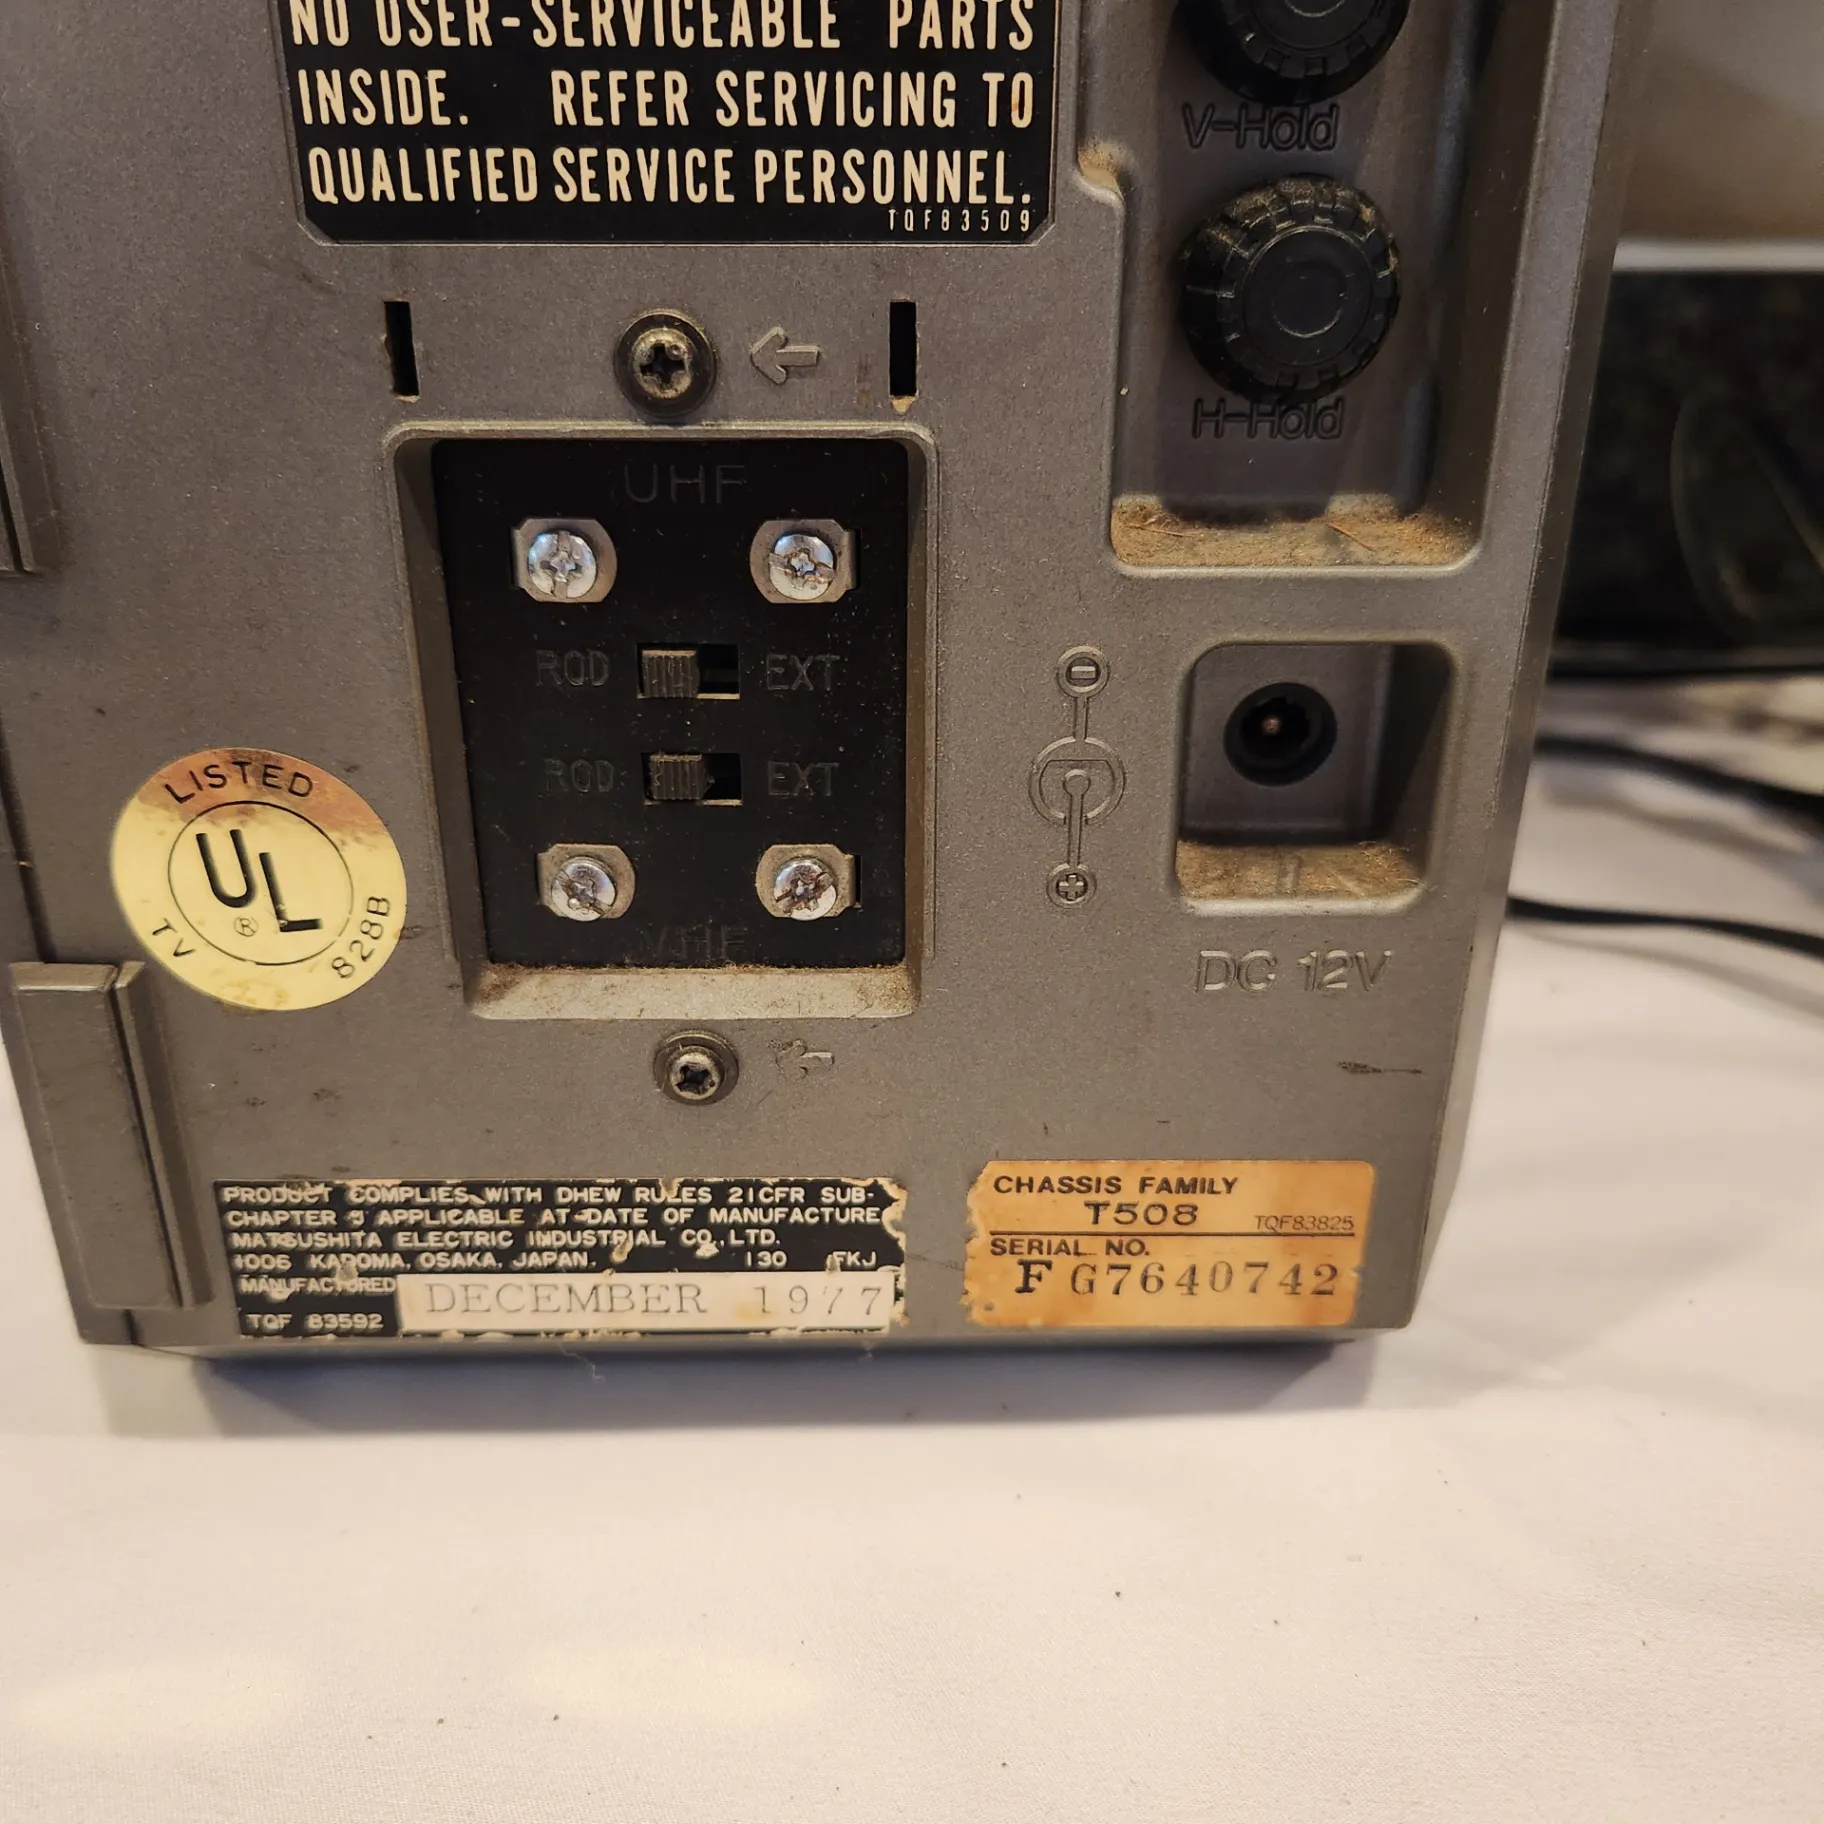 NO USER-SERVICEABLE PARTS
INSIDE. REFER SERVICING TO
QUALIFIED SERVICE PERSONNEL.
TQF83509
V-Hold
H-Hold
UHF
ROD EXT
ROD EXT
VHF
DC 12V
LISTED
UL
®
TV 828B
PRODUCT COMPLIES WITH DHEW RULES 21CFR SUB-
CHAPTER J APPLICABLE AT DATE OF MANUFACTURE
MATSUSHITA ELECTRIC INDUSTRIAL CO., LTD.
1006 KADOMA, OSAKA, JAPAN. 130 FKJ
MANUFACTURED DECEMBER 1977
TQF 83592
CHASSIS FAMILY
T508 TQF83825
SERIAL NO.
F G7640742